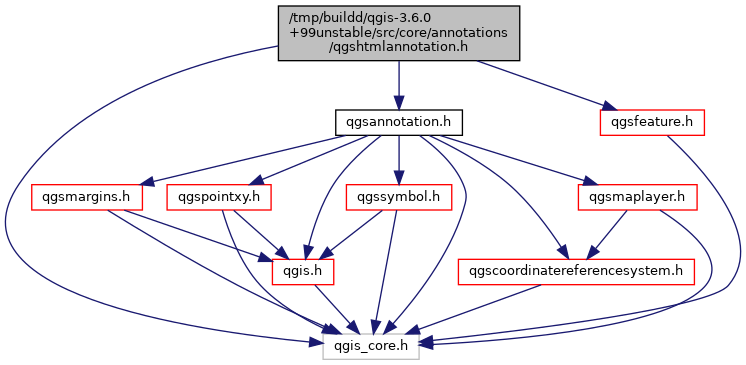 /tmp/buildd/qgis-3.6.0
+99unstable/src/core/annotations
/qgshtmlannotation.h
qgsannotation.h
qgsfeature.h
qgsmargins.h
qgspointxy.h
qgssymbol.h
qgsmaplayer.h
qgis.h
qgscoordinatereferencesystem.h
qgis_core.h